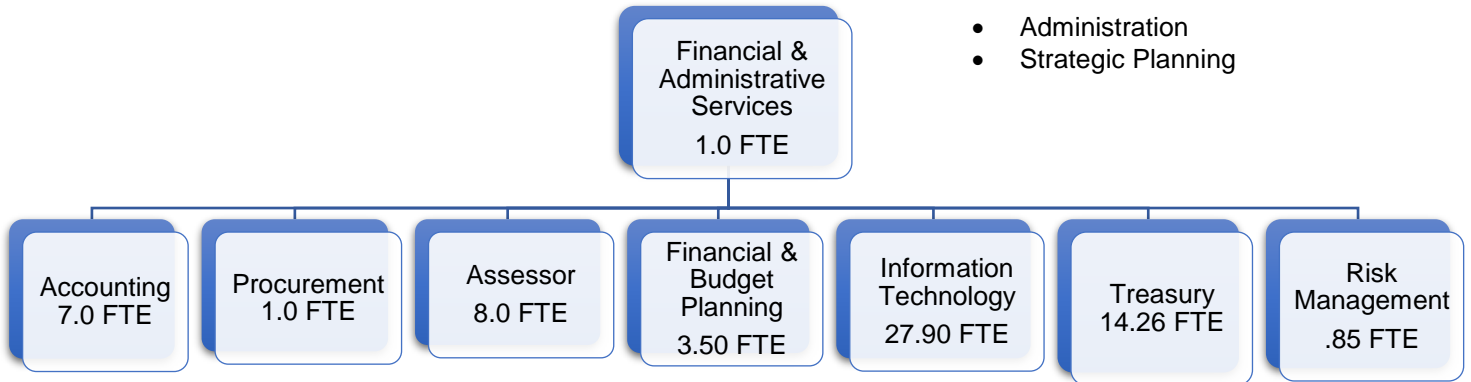 Financial &
Administrative
Services
1.0 FTE
• Administration
• Strategic Planning
Accounting
7.0 FTE
Procurement
1.0 FTE
Assessor
8.0 FTE
Financial &
Budget
Planning
3.50 FTE
Information
Technology
27.90 FTE
Treasury
14.26 FTE
Risk
Management
.85 FTE